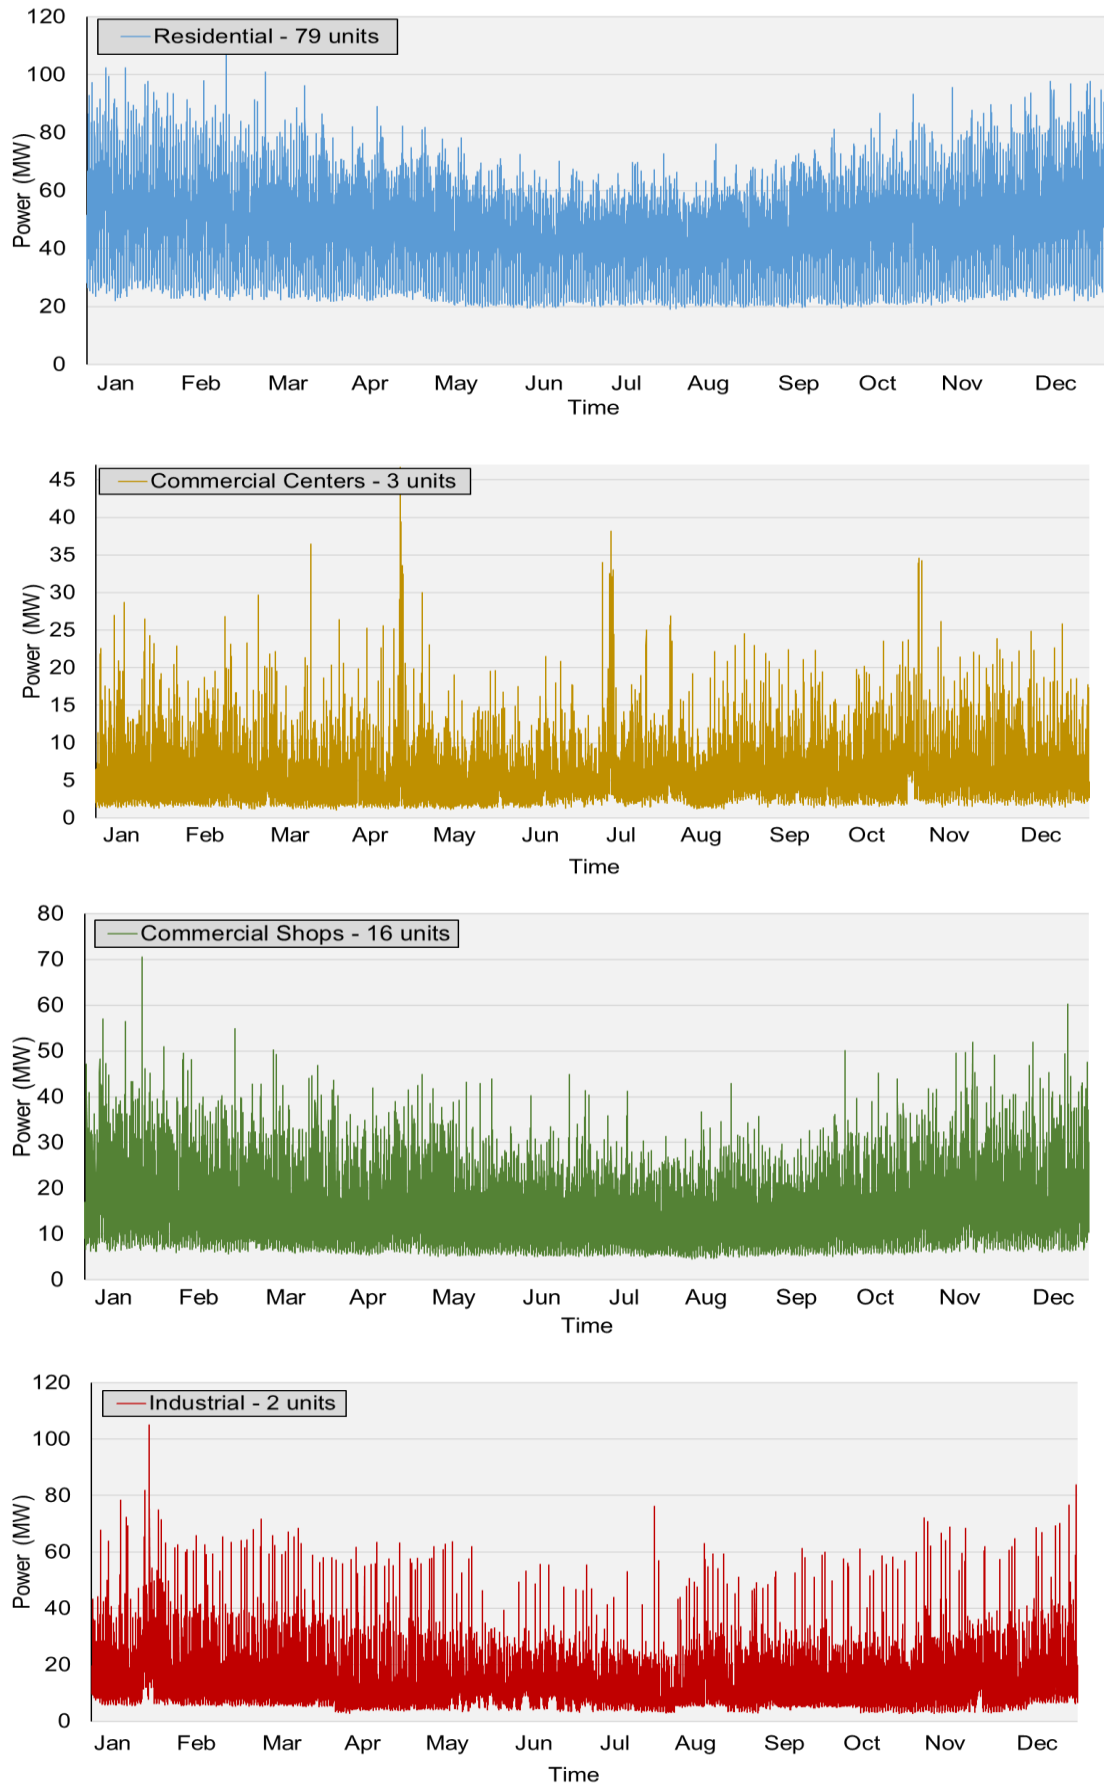 120
Residential - 79 units
100
80
60
40
20
0
Power (MW)
Jan Feb Mar Apr May Jun Jul Aug Sep Oct Nov Dec
Time
45
Commercial Centers - 3 units
40
35
30
25
20
15
10
5
0
Power (MW)
Jan Feb Mar Apr May Jun Jul Aug Sep Oct Nov Dec
Time
80
Commercial Shops - 16 units
70
60
50
40
30
20
10
0
Power (MW)
Jan Feb Mar Apr May Jun Jul Aug Sep Oct Nov Dec
Time
120
Industrial - 2 units
100
80
60
40
20
0
Power (MW)
Jan Feb Mar Apr May Jun Jul Aug Sep Oct Nov Dec
Time